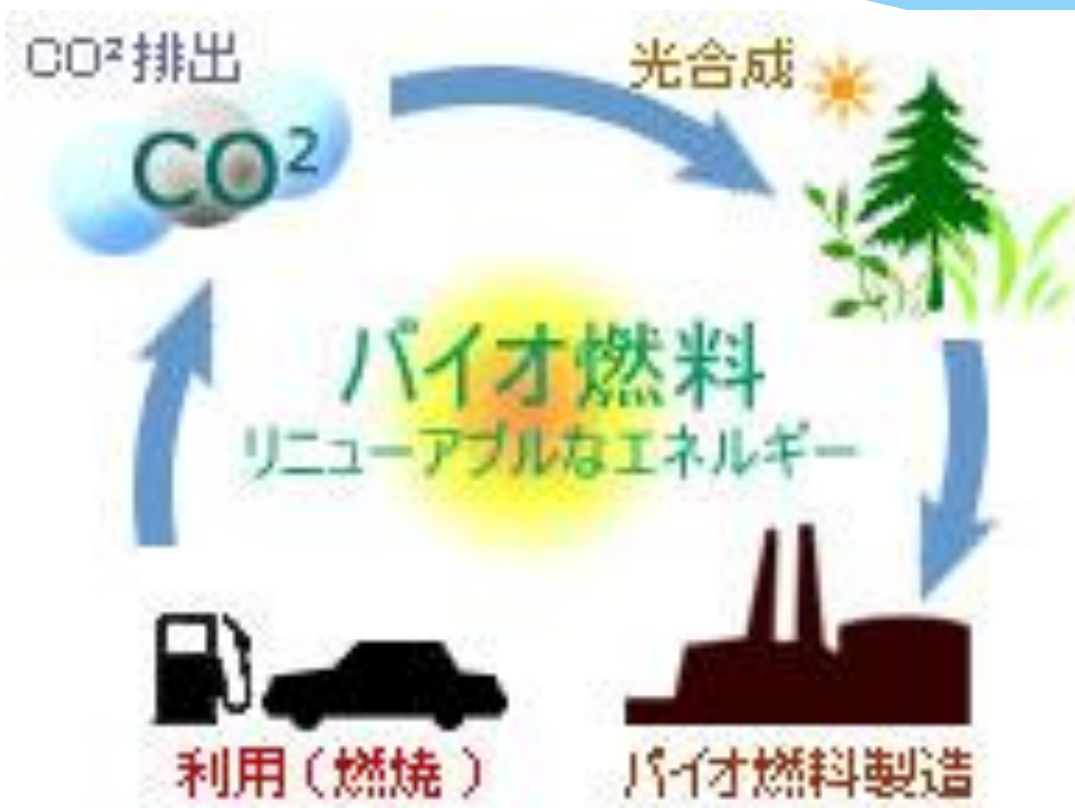 CO²排出
光合成
CO²
バイオ燃料
リニューアブルなエネルギー
利用(燃焼)
バイオ燃料製造